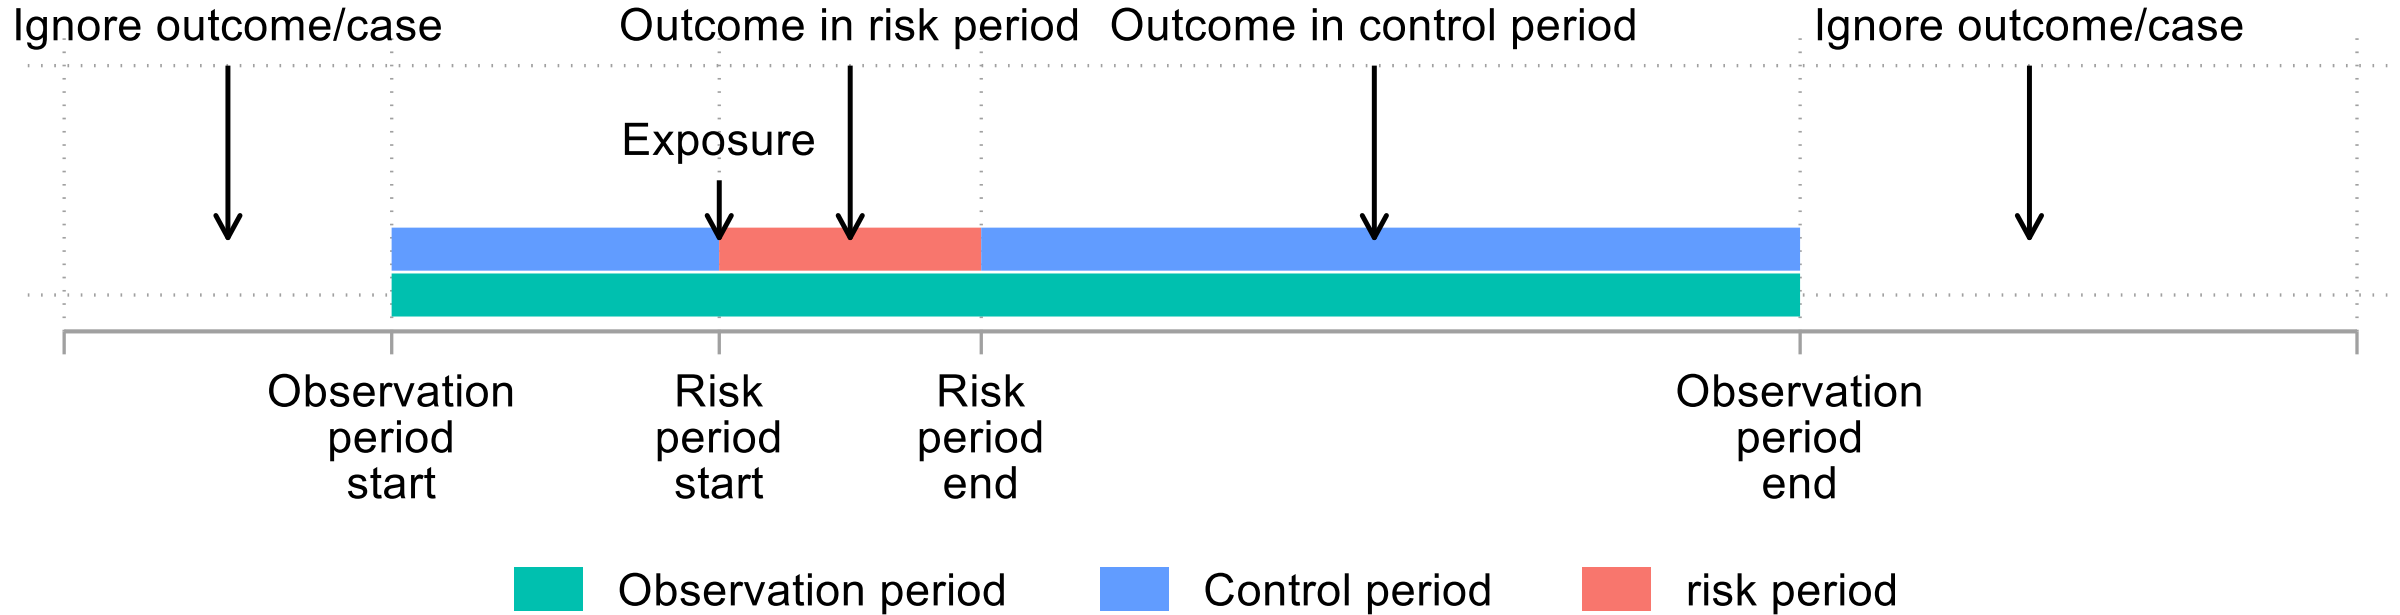 Ignore outcome/case
Outcome in risk period
Outcome in control period
Ignore outcome/case
Exposure
Observation
period
start
Risk
period
start
Risk
period
end
Observation
period
end
Observation period
Control period
risk period